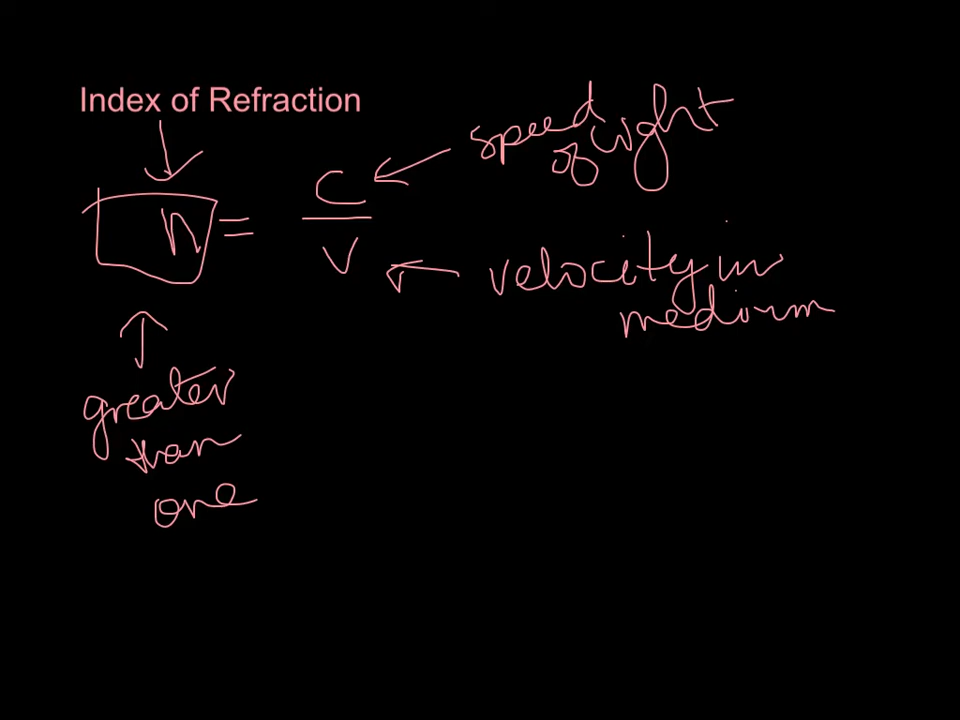 Index of Refraction
speed
of light
n = c
v
velocity in
medium
greater
than
one